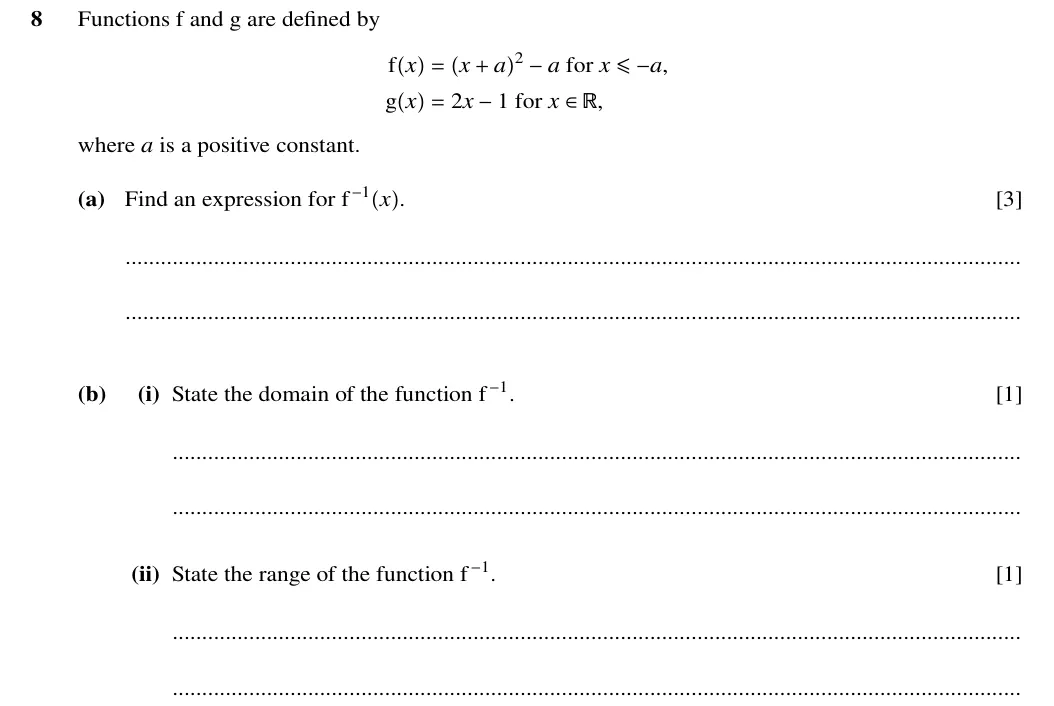 8 Functions f and g are defined by
f(x) = (x + a)² − a for x ⩽ −a,
g(x) = 2x − 1 for x ∈ ℝ,
where a is a positive constant.
(a) Find an expression for f⁻¹(x). [3]
(b) (i) State the domain of the function f⁻¹. [1]
(ii) State the range of the function f⁻¹. [1]